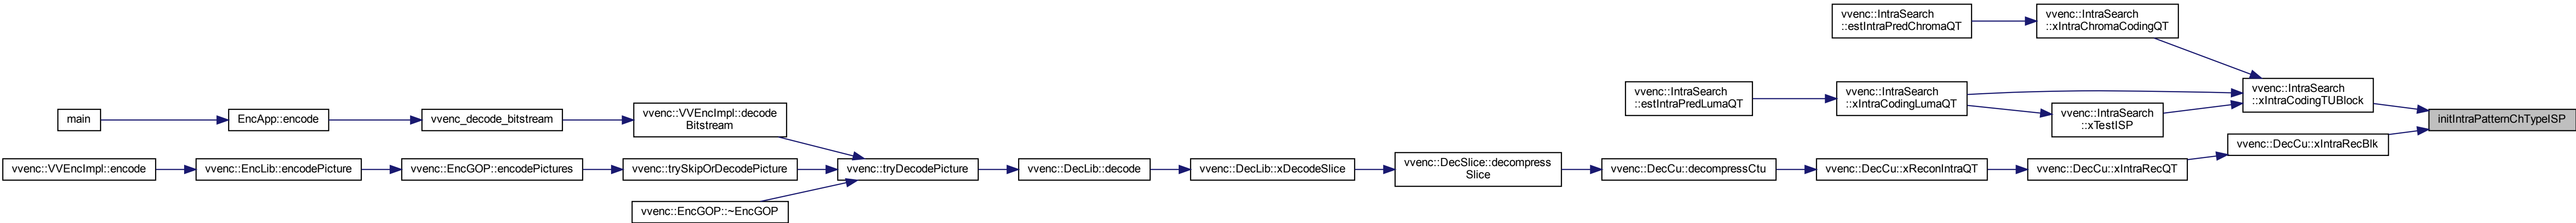 vvenc::IntraSearch
::estIntraPredChromaQT
vvenc::IntraSearch
::xIntraChromaCodingQT
vvenc::IntraSearch
::estIntraPredLumaQT
vvenc::IntraSearch
::xIntraCodingLumaQT
vvenc::IntraSearch
::xIntraCodingTUBlock
main
EncApp::encode
vvenc_decode_bitstream
vvenc::VVEncImpl::decode
Bitstream
vvenc::IntraSearch
::xTestISP
initIntraPatternChTypeISP
vvenc::DecCu::xIntraRecBlk
vvenc::VVEncImpl::encode
vvenc::EncLib::encodePicture
vvenc::EncGOP::encodePictures
vvenc::trySkipOrDecodePicture
vvenc::tryDecodePicture
vvenc::DecLib::decode
vvenc::DecLib::xDecodeSlice
vvenc::DecSlice::decompress
Slice
vvenc::DecCu::decompressCtu
vvenc::DecCu::xReconIntraQT
vvenc::DecCu::xIntraRecQT
vvenc::EncGOP::~EncGOP